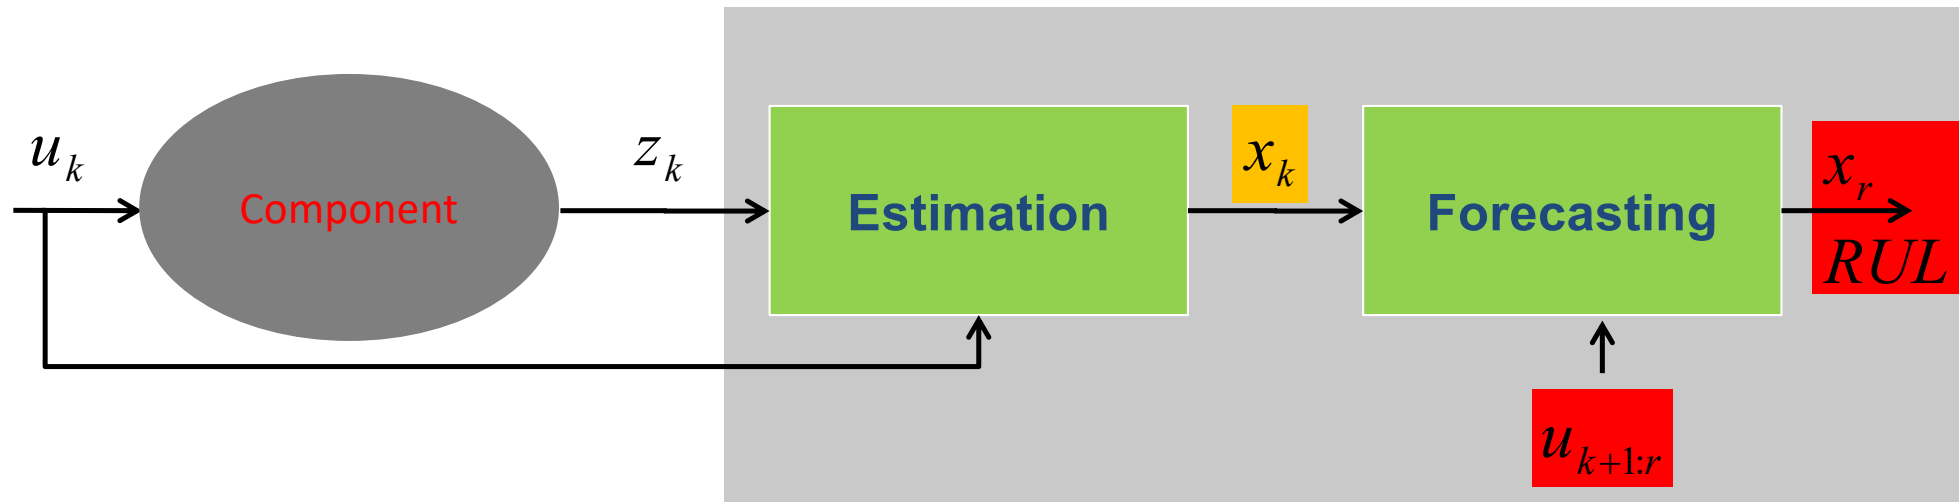 u_k
Component
z_k
Estimation
x_k
Forecasting
x_r
RUL
u_{k+1:r}